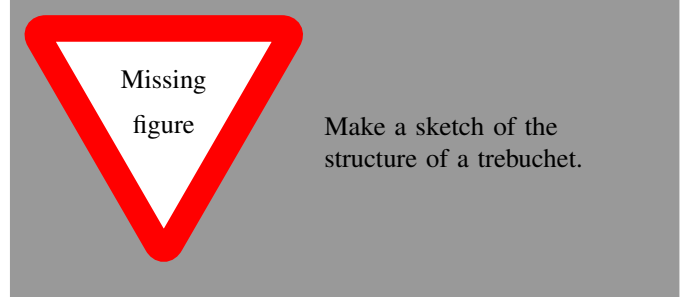 Missing
figure
Make a sketch of the
structure of a trebuchet.